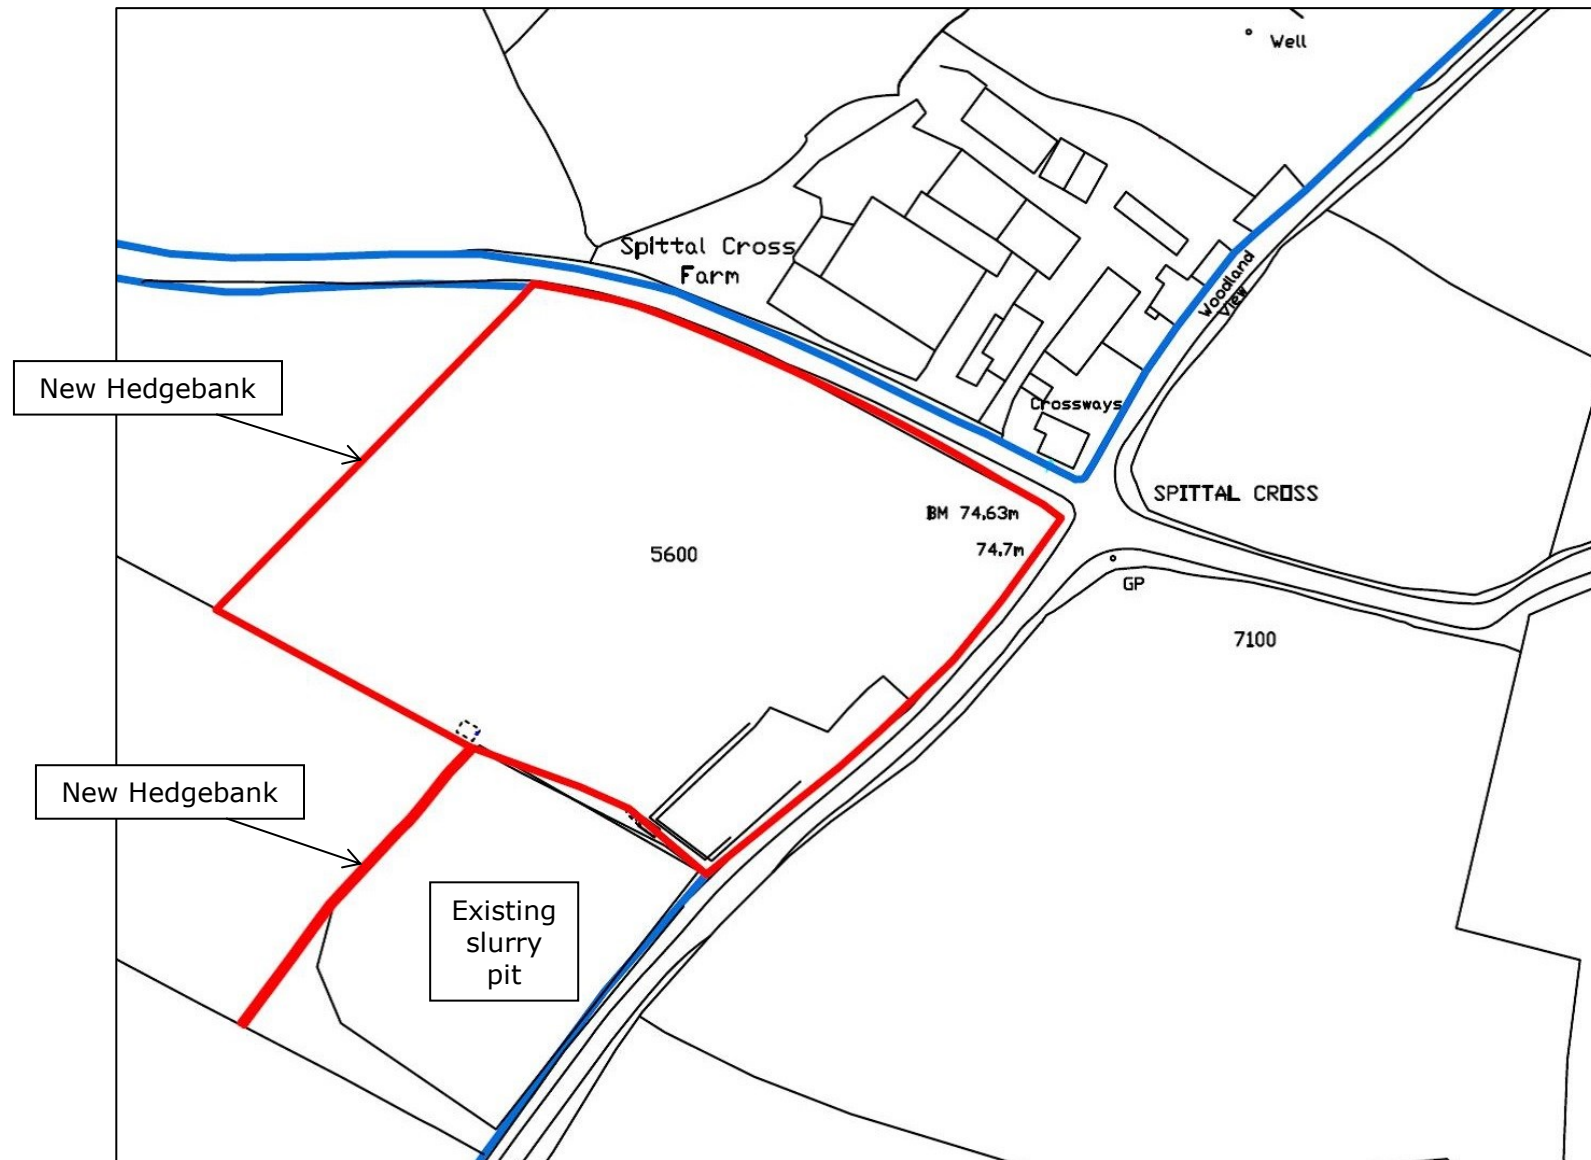 Well
Spittal Cross
Farm
Woodland
View
New Hedgebank
Crossways
SPITTAL CROSS
BM 74,63m
74.7m
5600
GP
7100
New Hedgebank
Existing
slurry
pit